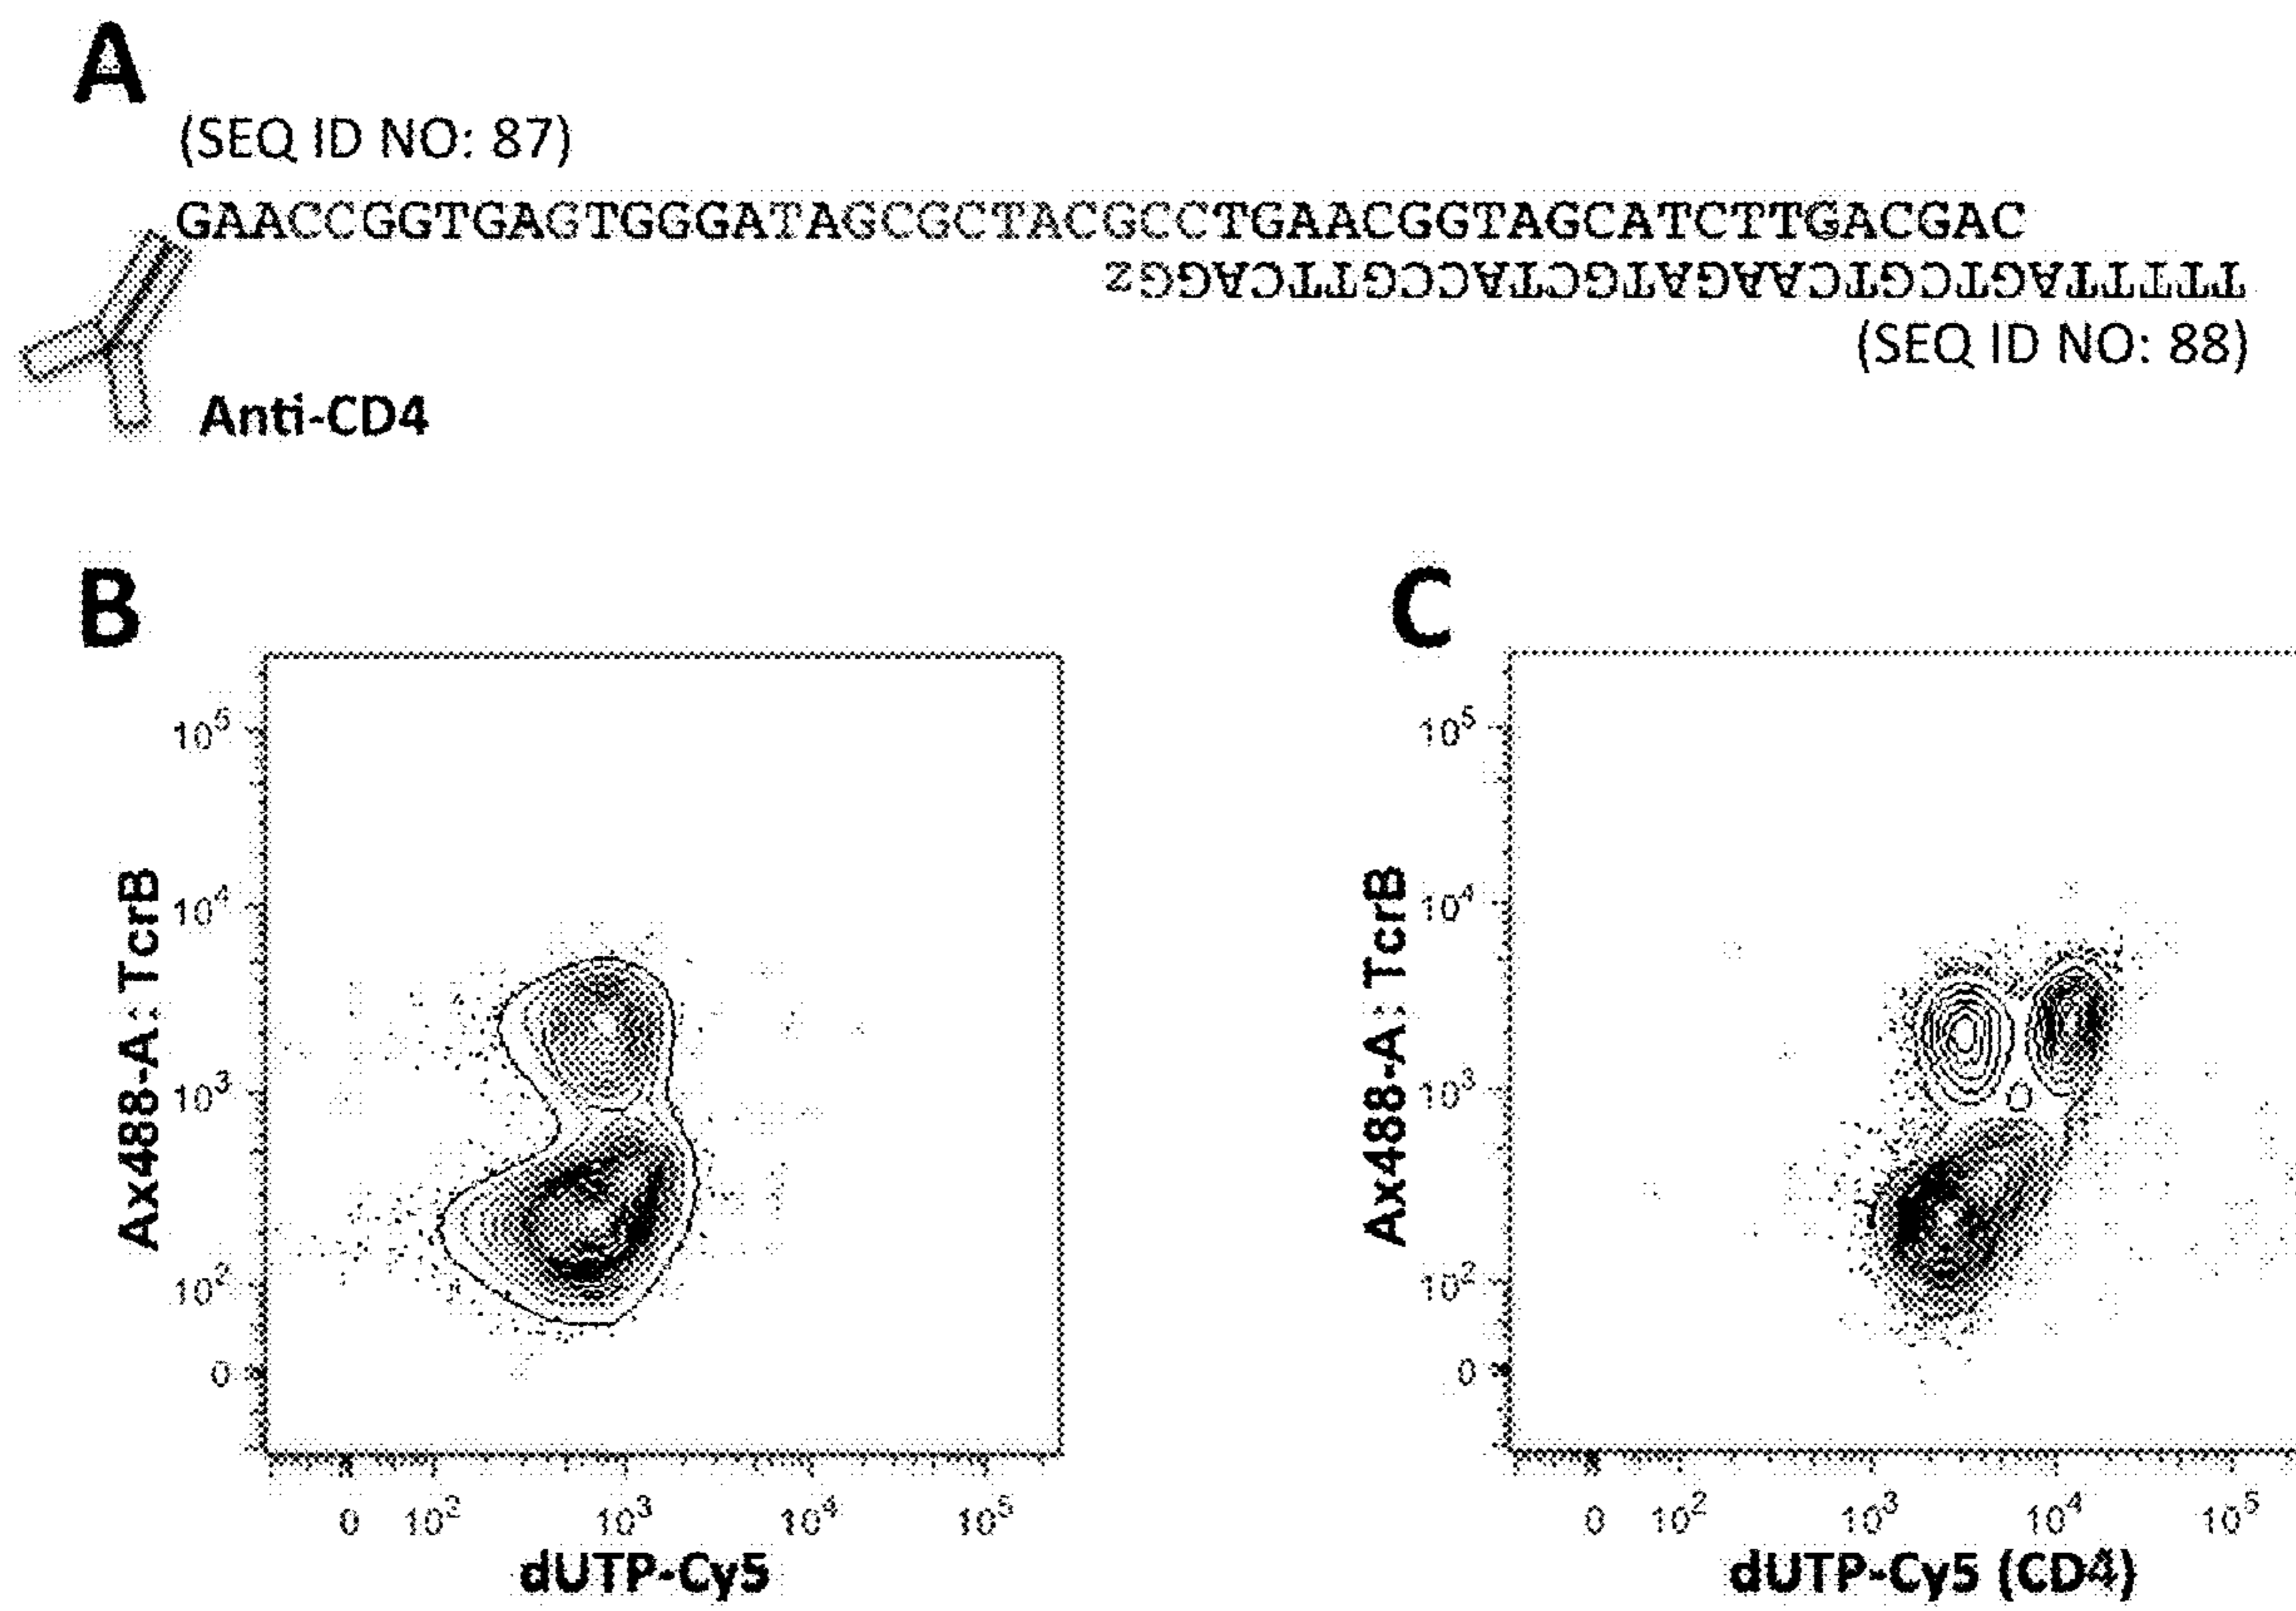 A
(SEQ ID NO: 87)
GAACCGGTGAGTGGGATAGCGCTACGCCTGAACGGTAGCATCTTGACGAC
TTTTTAGTCGTCAAGATGCTACCGTTCAGGz
(SEQ ID NO: 88)
Anti-CD4
B
10^5
10^4
10^3
10^2
0
Ax488-A: TcrB
0 10^2 10^3 10^4 10^5
dUTP-Cy5
C
10^5
10^4
10^3
10^2
0
Ax488-A: TcrB
0 10^2 10^3 10^4 10^5
dUTP-Cy5 (CD4)